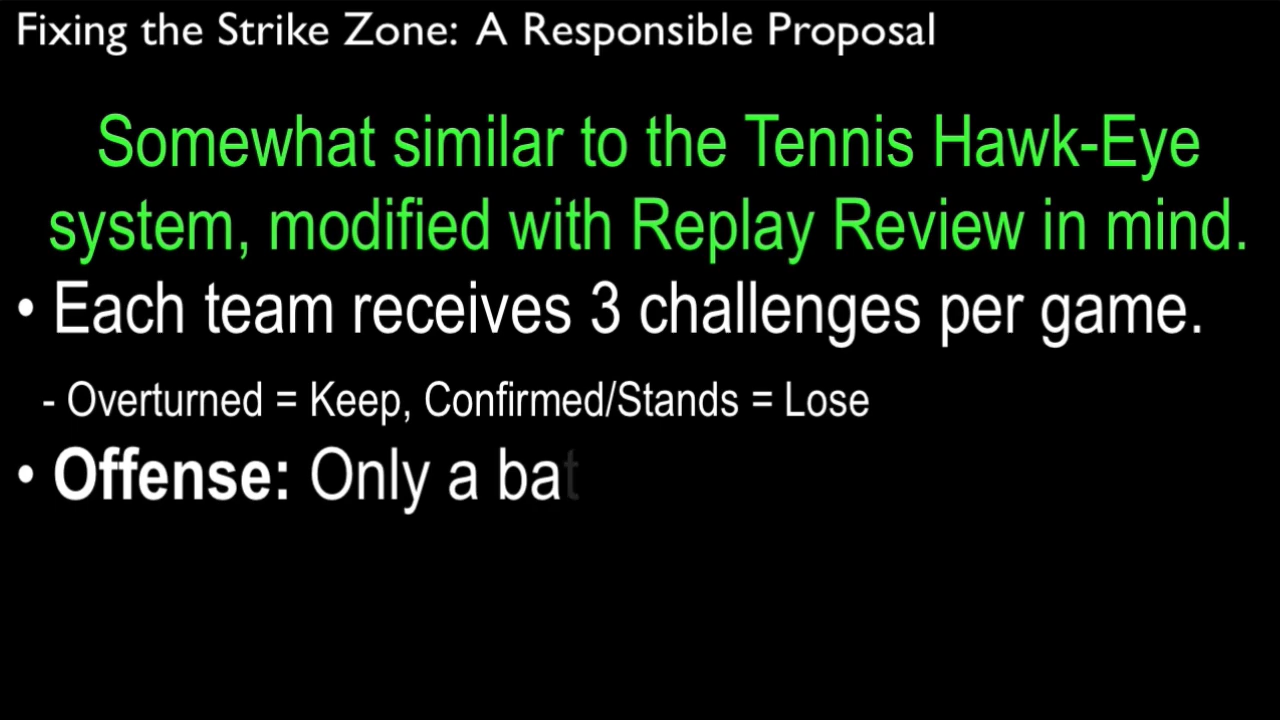 Fixing the Strike Zone: A Responsible Proposal
Somewhat similar to the Tennis Hawk-Eye
system, modified with Replay Review in mind.
• Each team receives 3 challenges per game.
- Overturned = Keep, Confirmed/Stands = Lose
• Offense: Only a bat